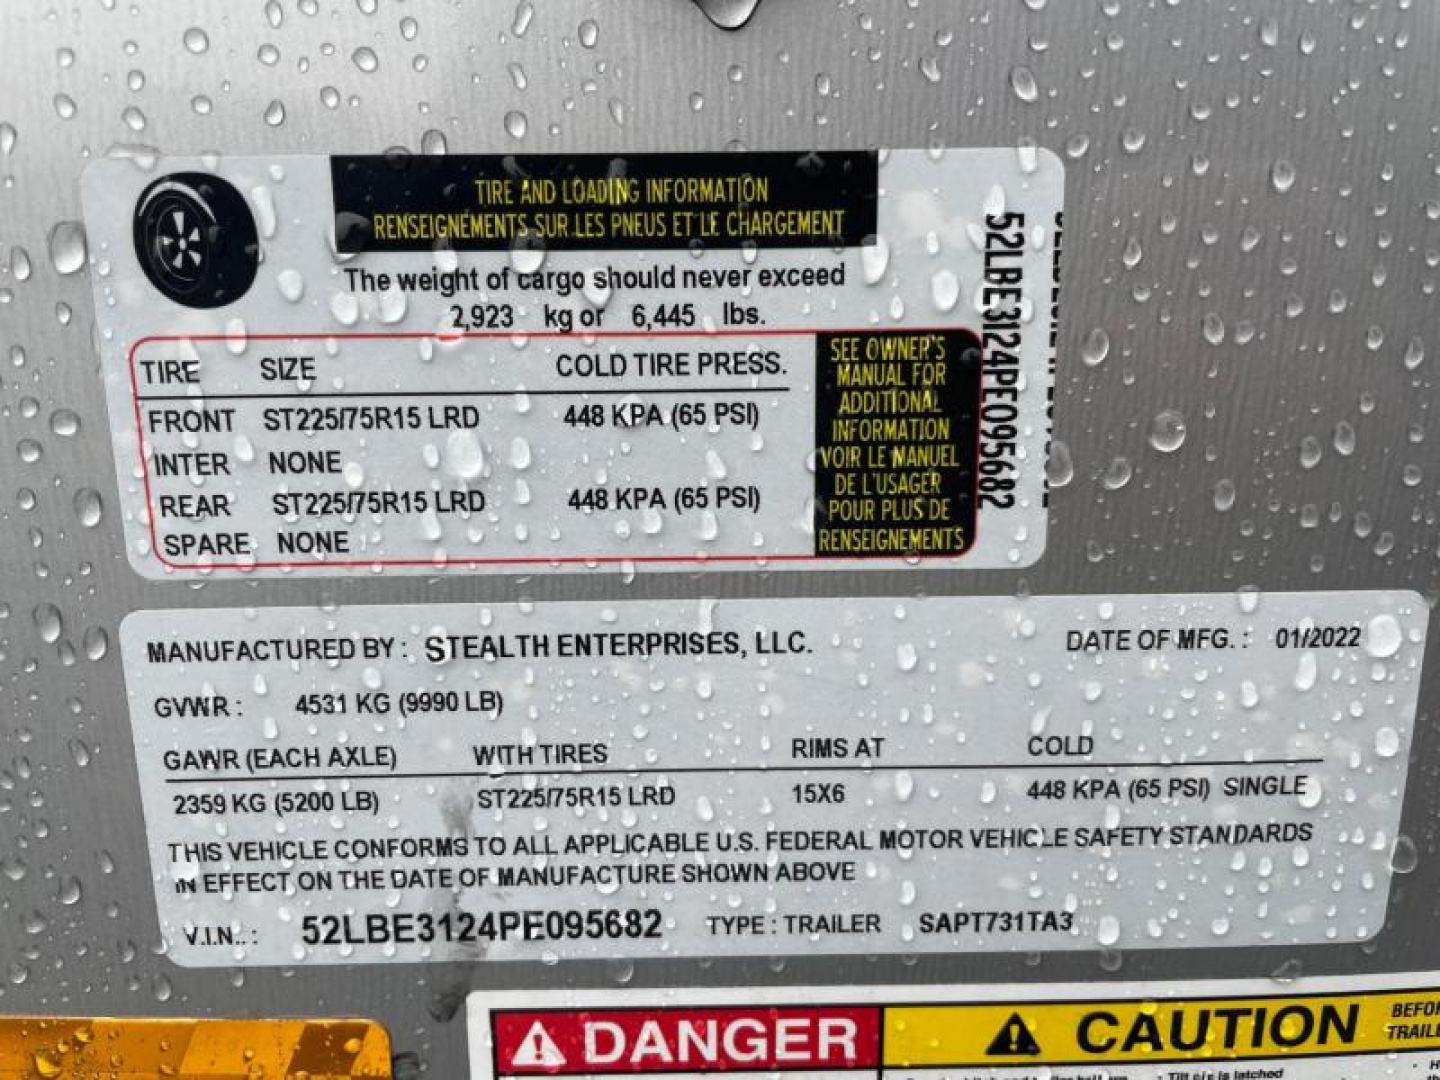 TIRE AND LOADING INFORMATION
RENSEIGNEMENTS SUR LES PNEUS ET LE CHARGEMENT
The weight of cargo should never exceed
2,923 kg or 6,445 lbs.
TIRE SIZE COLD TIRE PRESS.
FRONT ST225/75R15 LRD 448 KPA (65 PSI)
INTER NONE
REAR ST225/75R15 LRD 448 KPA (65 PSI)
SPARE NONE
SEE OWNER'S
MANUAL FOR
ADDITIONAL
INFORMATION
VOIR LE MANUEL
DE L'USAGER
POUR PLUS DE
RENSEIGNEMENTS
52LBE3124PE095682
MANUFACTURED BY : STEALTH ENTERPRISES, LLC. DATE OF MFG. : 01/2022
GVWR : 4531 KG (9990 LB)
GAWR (EACH AXLE) WITH TIRES RIMS AT COLD
2359 KG (5200 LB) ST225/75R15 LRD 15X6 448 KPA (65 PSI) SINGLE
THIS VEHICLE CONFORMS TO ALL APPLICABLE U.S. FEDERAL MOTOR VEHICLE SAFETY STANDARDS
IN EFFECT ON THE DATE OF MANUFACTURE SHOWN ABOVE
V.I.N.. : 52LBE3124PE095682 TYPE : TRAILER SAPT731TA3
DANGER
CAUTION